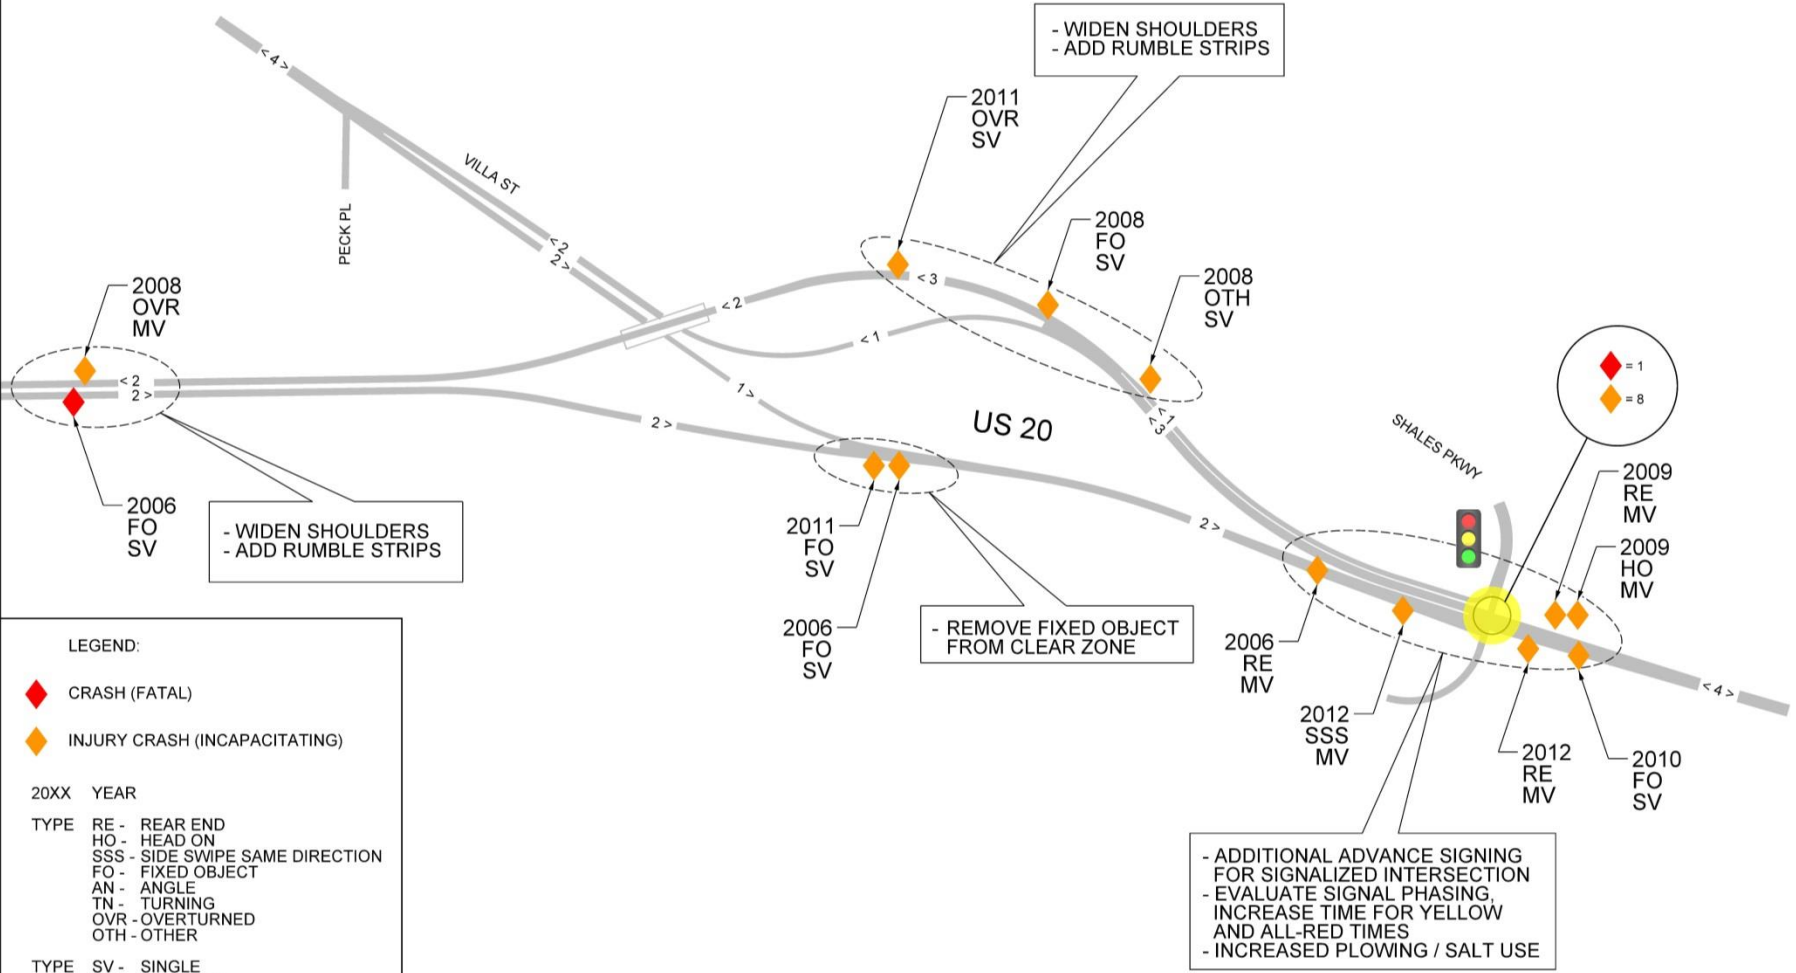 - WIDEN SHOULDERS
- ADD RUMBLE STRIPS
< 4 >
2011
OVR
SV
VILLA ST
PECK PL
2008
FO
SV
< 2
2 >
< 3
2008
OTH
SV
2008
OVR
MV
< 2
< 1
= 1
= 8
< 2
2 >
1 >
US 20
< 1
< 3
SHALES PKWY
2 >
2009
RE
MV
2006
FO
SV
- WIDEN SHOULDERS
- ADD RUMBLE STRIPS
2011
FO
SV
2 >
2009
HO
MV
2006
FO
SV
- REMOVE FIXED OBJECT
FROM CLEAR ZONE
2006
RE
MV
< 4 >
2012
SSS
MV
2012
RE
MV
2010
FO
SV
- ADDITIONAL ADVANCE SIGNING
FOR SIGNALIZED INTERSECTION
- EVALUATE SIGNAL PHASING,
INCREASE TIME FOR YELLOW
AND ALL-RED TIMES
- INCREASED PLOWING / SALT USE
LEGEND:
CRASH (FATAL)
INJURY CRASH (INCAPACITATING)
20XX YEAR
TYPE RE - REAR END
HO - HEAD ON
SSS - SIDE SWIPE SAME DIRECTION
FO - FIXED OBJECT
AN - ANGLE
TN - TURNING
OVR - OVERTURNED
OTH - OTHER
TYPE SV - SINGLE